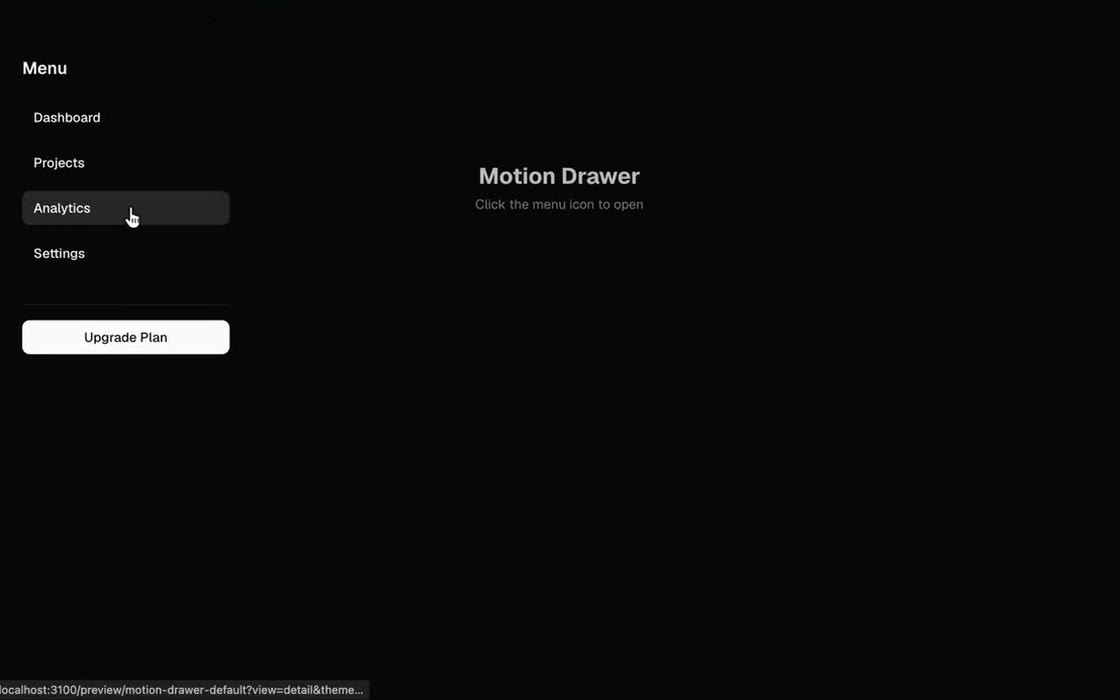 Menu
Dashboard
Projects
Analytics
Settings
Upgrade Plan
Motion Drawer
Click the menu icon to open
localhost:3100/preview/motion-drawer-default?view=detail&theme...